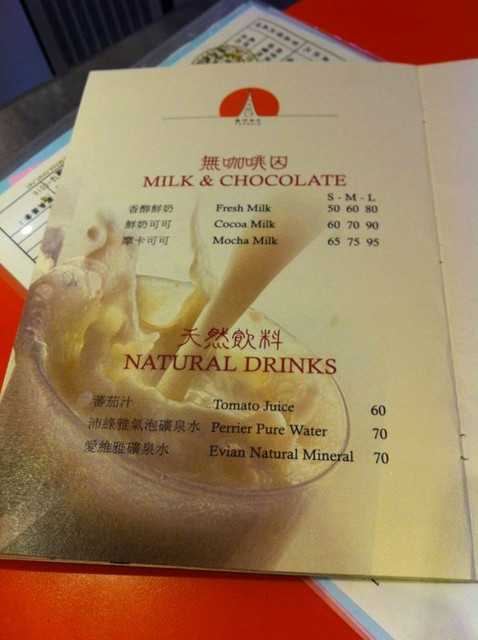 無咖啡因
MILK & CHOCOLATE
S - M - L
香醇鮮奶 Fresh Milk 50 60 80
鮮奶可可 Cocoa Milk 60 70 90
摩卡可可 Mocha Milk 65 75 95
天然飲料
NATURAL DRINKS
蕃茄汁 Tomato Juice 60
沛綠雅氣泡礦泉水 Perrier Pure Water 70
愛維雅礦泉水 Evian Natural Mineral 70